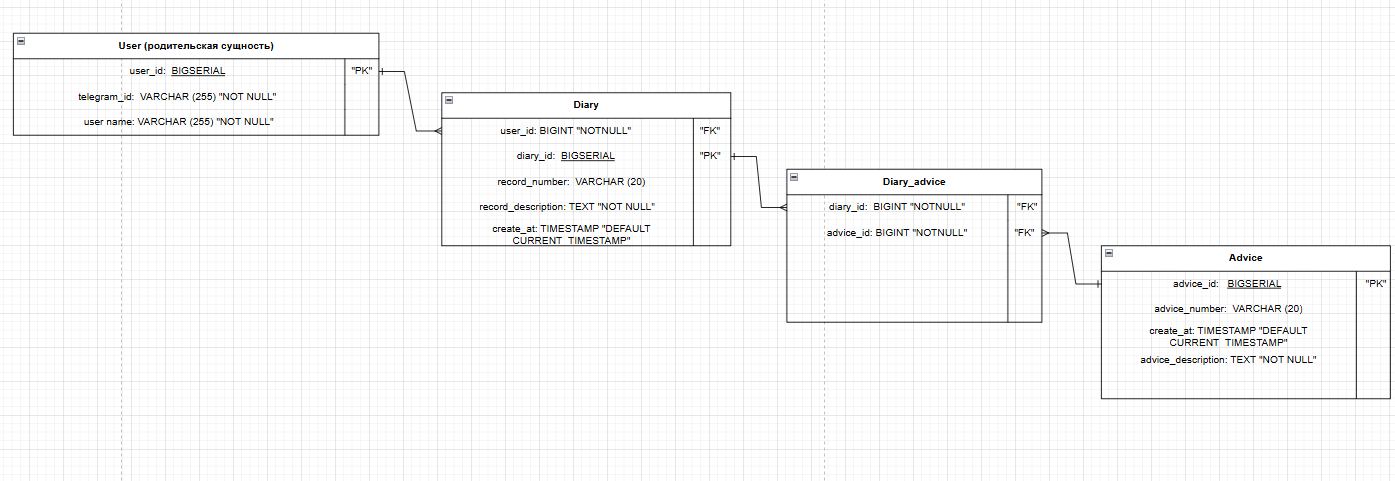 User (родительская сущность)
user_id: BIGSERIAL "PK"
telegram_id: VARCHAR (255) "NOT NULL"
user name: VARCHAR (255) "NOT NULL"
Diary
user_id: BIGINT "NOTNULL" "FK"
diary_id: BIGSERIAL "PK"
record_number: VARCHAR (20)
record_description: TEXT "NOT NULL"
create_at: TIMESTAMP "DEFAULT
CURRENT_TIMESTAMP"
Diary_advice
diary_id: BIGINT "NOTNULL" "FK"
advice_id: BIGINT "NOTNULL" "FK"
Advice
advice_id: BIGSERIAL "PK"
advice_number: VARCHAR (20)
create_at: TIMESTAMP "DEFAULT
CURRENT_TIMESTAMP"
advice_description: TEXT "NOT NULL"